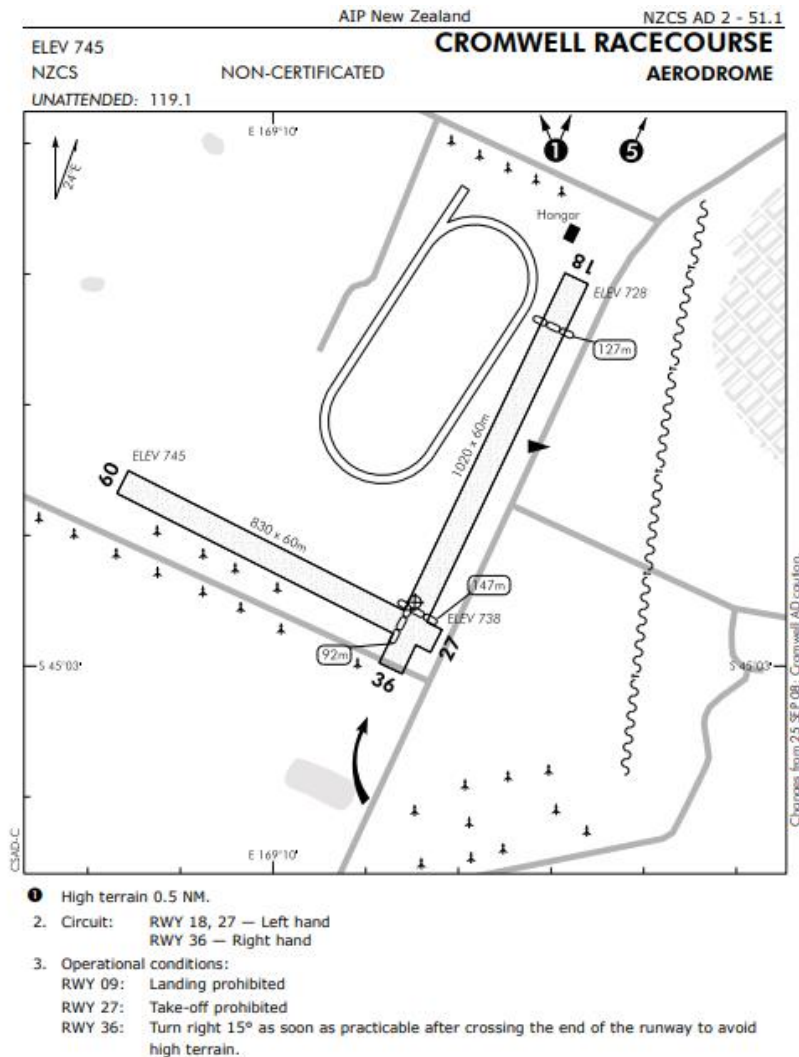 AIP New Zealand
NZCS AD 2 - 51.1
ELEV 745
CROMWELL RACECOURSE
NZCS
NON-CERTIFICATED
AERODROME
UNATTENDED: 119.1
E 169°10'
1
5
24°E
Hangar
18
ELEV 728
127m
1020 x 60m
ELEV 745
09
830 x 60m
147m
ELEV 738
92m
27
36
S 45°03'
S 45°03'
E 169°10'
CSAD-C
Changes from 25 SEP 08: Cromwell AD caution
1 High terrain 0.5 NM.
2. Circuit: RWY 18, 27 — Left hand
RWY 36 — Right hand
3. Operational conditions:
RWY 09: Landing prohibited
RWY 27: Take-off prohibited
RWY 36: Turn right 15° as soon as practicable after crossing the end of the runway to avoid
high terrain.